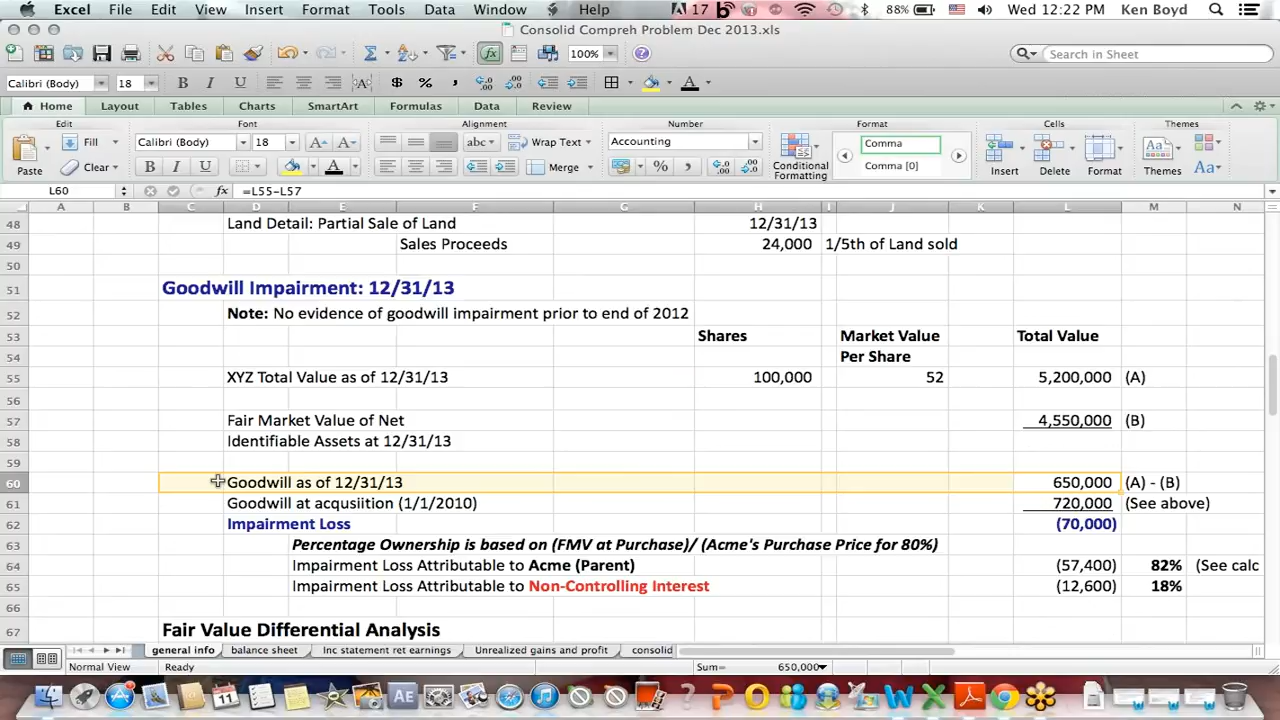 Excel File Edit View Insert Format Tools Data Window Help 17 88% Wed 12:22 PM Ken Boyd
Consolid Compreh Problem Dec 2013.xls
100% Search in Sheet
Calibri (Body) 18 B I U ABC $ % , A
Home Layout Tables Charts SmartArt Formulas Data Review
Edit Font Alignment Number Format Cells Themes
Fill Calibri (Body) 18 A A abc Wrap Text Accounting Comma
Paste Clear B I U A Merge % , Conditional Formatting Comma [0] Insert Delete Format Themes Aa
L60 fx =L55-L57
A B C D E F G H I J K L M N
48 Land Detail: Partial Sale of Land 12/31/13
49 Sales Proceeds 24,000 1/5th of Land sold
50
51 Goodwill Impairment: 12/31/13
52 Note: No evidence of goodwill impairment prior to end of 2012
53 Shares Market Value Total Value
54 Per Share
55 XYZ Total Value as of 12/31/13 100,000 52 5,200,000 (A)
56
57 Fair Market Value of Net 4,550,000 (B)
58 Identifiable Assets at 12/31/13
59
60 Goodwill as of 12/31/13 650,000 (A) - (B)
61 Goodwill at acqusiition (1/1/2010) 720,000 (See above)
62 Impairment Loss (70,000)
63 Percentage Ownership is based on (FMV at Purchase)/ (Acme's Purchase Price for 80%)
64 Impairment Loss Attributable to Acme (Parent) (57,400) 82% (See calc
65 Impairment Loss Attributable to Non-Controlling Interest (12,600) 18%
66
67 Fair Value Differential Analysis
general info balance sheet Inc statement ret earnings Unrealized gains and profit consolid
Normal View Ready Sum= 650,000